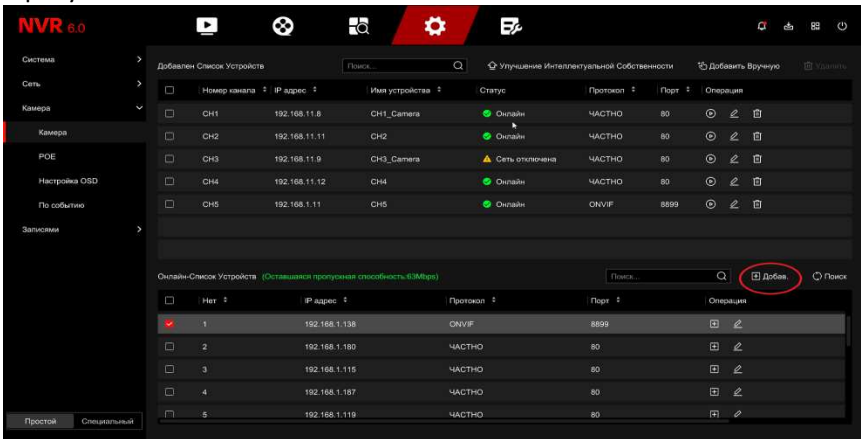 NVR 6.0
Система
Сеть
Камера
Камера
POE
Настройка OSD
По событию
Записями
Простой Специальный
Добавлен Список Устройств Поиск... Улучшение Интеллектуальной Собственности Добавить Вручную Удалить
Номер канала IP адрес Имя устройства Статус Протокол Порт Операция
CH1 192.168.11.8 CH1_Camera Онлайн ЧАСТНО 80
CH2 192.168.11.11 CH2 Онлайн ЧАСТНО 80
CH3 192.168.11.9 CH3_Camera Сеть отключена ЧАСТНО 80
CH4 192.168.11.12 CH4 Онлайн ЧАСТНО 80
CH5 192.168.1.11 CH5 Онлайн ONVIF 8899
Онлайн-Список Устройств (Оставшаяся пропускная способность:63Mbps) Поиск... Добав. Поиск
Нет IP адрес Протокол Порт Операция
1 192.168.1.138 ONVIF 8899
2 192.168.1.180 ЧАСТНО 80
3 192.168.1.115 ЧАСТНО 80
4 192.168.1.167 ЧАСТНО 80
5 192.168.1.119 ЧАСТНО 80